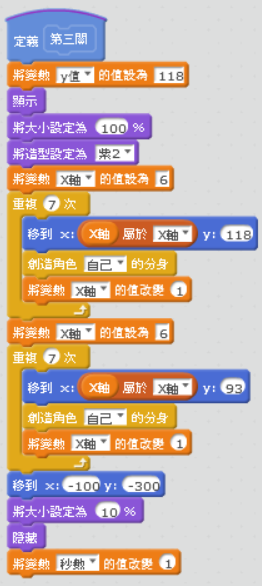 定義 第三關
將變數 y值 的值設為 118
顯示
將大小設定為 100 %
將造型設定為 紫2
將變數 X軸 的值設為 6
重複 7 次
移到 x: X軸 屬於 X軸 y: 118
創造角色 自己 的分身
將變數 X軸 的值改變 1
將變數 X軸 的值設為 6
重複 7 次
移到 x: X軸 屬於 X軸 y: 93
創造角色 自己 的分身
將變數 X軸 的值改變 1
移到 x: -100 y: -300
將大小設定為 10 %
隱藏
將變數 秒數 的值改變 1